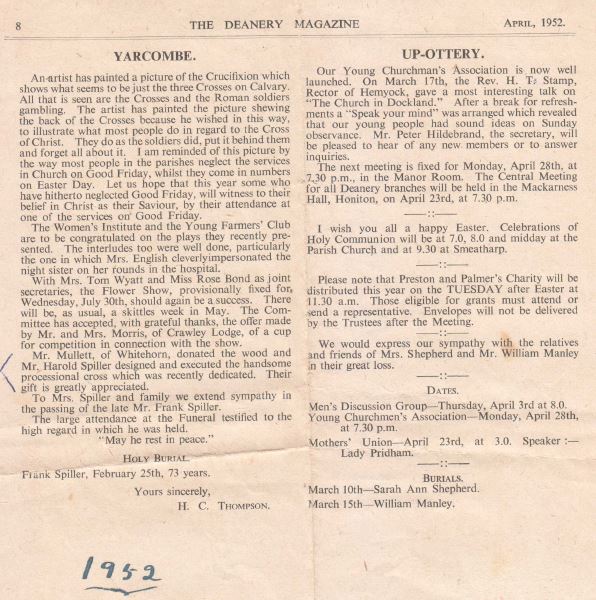 8
THE DEANERY MAGAZINE
APRIL, 1952.
YARCOMBE.
An artist has painted a picture of the Crucifixion which
shows what seems to be just the three Crosses on Calvary.
All that is seen are the Crosses and the Roman soldiers
gambling. The artist has painted the picture shewing
the back of the Crosses because he wished in this way,
to illustrate what most people do in regard to the Cross
of Christ. They do as the soldiers did, put it behind them
and forget all about it. I am reminded of this picture by
the way most people in the parishes neglect the services
in Church on Good Friday, whilst they come in numbers
on Easter Day. Let us hope that this year some who
have hitherto neglected Good Friday, will witness to their
belief in Christ as their Saviour, by their attendance at
one of the services on Good Friday.
The Women's Institute and the Young Farmers' Club
are to be congratulated on the plays they recently pre-
sented. The interludes too were well done, particularly
the one in which Mrs. English cleverlyimpersonated the
night sister on her rounds in the hospital.
With Mrs. Tom Wyatt and Miss Rose Bond as joint
secretaries, the Flower Show, provisionally fixed for
Wednesday, July 30th, should again be a success. There
will be, as usual, a skittles week in May. The Com-
mittee has accepted, with grateful thanks, the offer made
by Mr. and Mrs. Morris, of Crawley Lodge, of a cup
for competition in connection with the show.
Mr. Mullett, of Whitehorn, donated the wood and
Mr. Harold Spiller designed and executed the handsome
processional cross which was recently dedicated. Their
gift is greatly appreciated.
To Mrs. Spiller and family we extend sympathy in
the passing of the late Mr. Frank Spiller.
The large attendance at the Funeral testified to the
high regard in which he was held.
"May he rest in peace."
HOLY BURIAL.
Frank Spiller, February 25th, 73 years.
Yours sincerely,
H. C. THOMPSON.
1952
UP-OTTERY.
Our Young Churchman's Association is now well
launched. On March 17th, the Rev. H. T. Stamp,
Rector of Hemyock, gave a most interesting talk on
"The Church in Dockland." After a break for refresh-
ments a "Speak your mind" was arranged which revealed
that our young people had sound ideas on Sunday
observance. Mr. Peter Hildebrand, the secretary, will
be pleased to hear of any new members or to answer
inquiries.
The next meeting is fixed for Monday, April 28th, at
7.30 p.m., in the Manor Room. The Central Meeting
for all Deanery branches will be held in the Mackarness
Hall, Honiton, on April 23rd, at 7.30 p.m.
—::—
I wish you all a happy Easter. Celebrations of
Holy Communion will be at 7.0, 8.0 and midday at the
Parish Church and at 9.30 at Smeatharp.
—::—
Please note that Preston and Palmer's Charity will be
distributed this year on the TUESDAY after Easter at
11.30 a.m. Those eligible for grants must attend or
send a representative. Envelopes will not be delivered
by the Trustees after the Meeting.
—::—
We would express our sympathy with the relatives
and friends of Mrs. Shepherd and Mr. William Manley
in their great loss.
—::—
DATES.
Men's Discussion Group—Thursday, April 3rd at 8.0.
Young Churchmen's Association—Monday, April 28th,
at 7.30 p.m.
Mothers' Union—April 23rd, at 3.0. Speaker:—
Lady Pridham.
—::—
BURIALS.
March 10th—Sarah Ann Shepherd.
March 15th—William Manley.